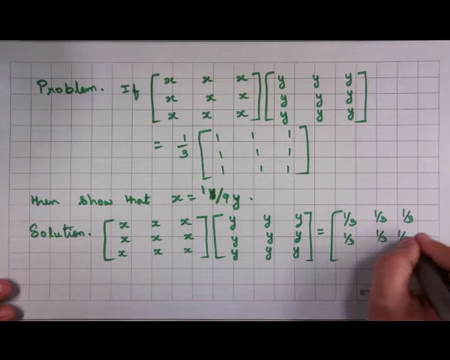 Problem. If [ x x x ] [ y y y ]
x x x y y y
x x x y y y
= 1/3 [ 1 1 1 ]
1 1 1
1 1 1
then show that x = 1/9y.
Solution. [ x x x ] [ y y y ] = [ 1/3 1/3 1/3
x x x y y y 1/3 1/3 1/
x x x y y y